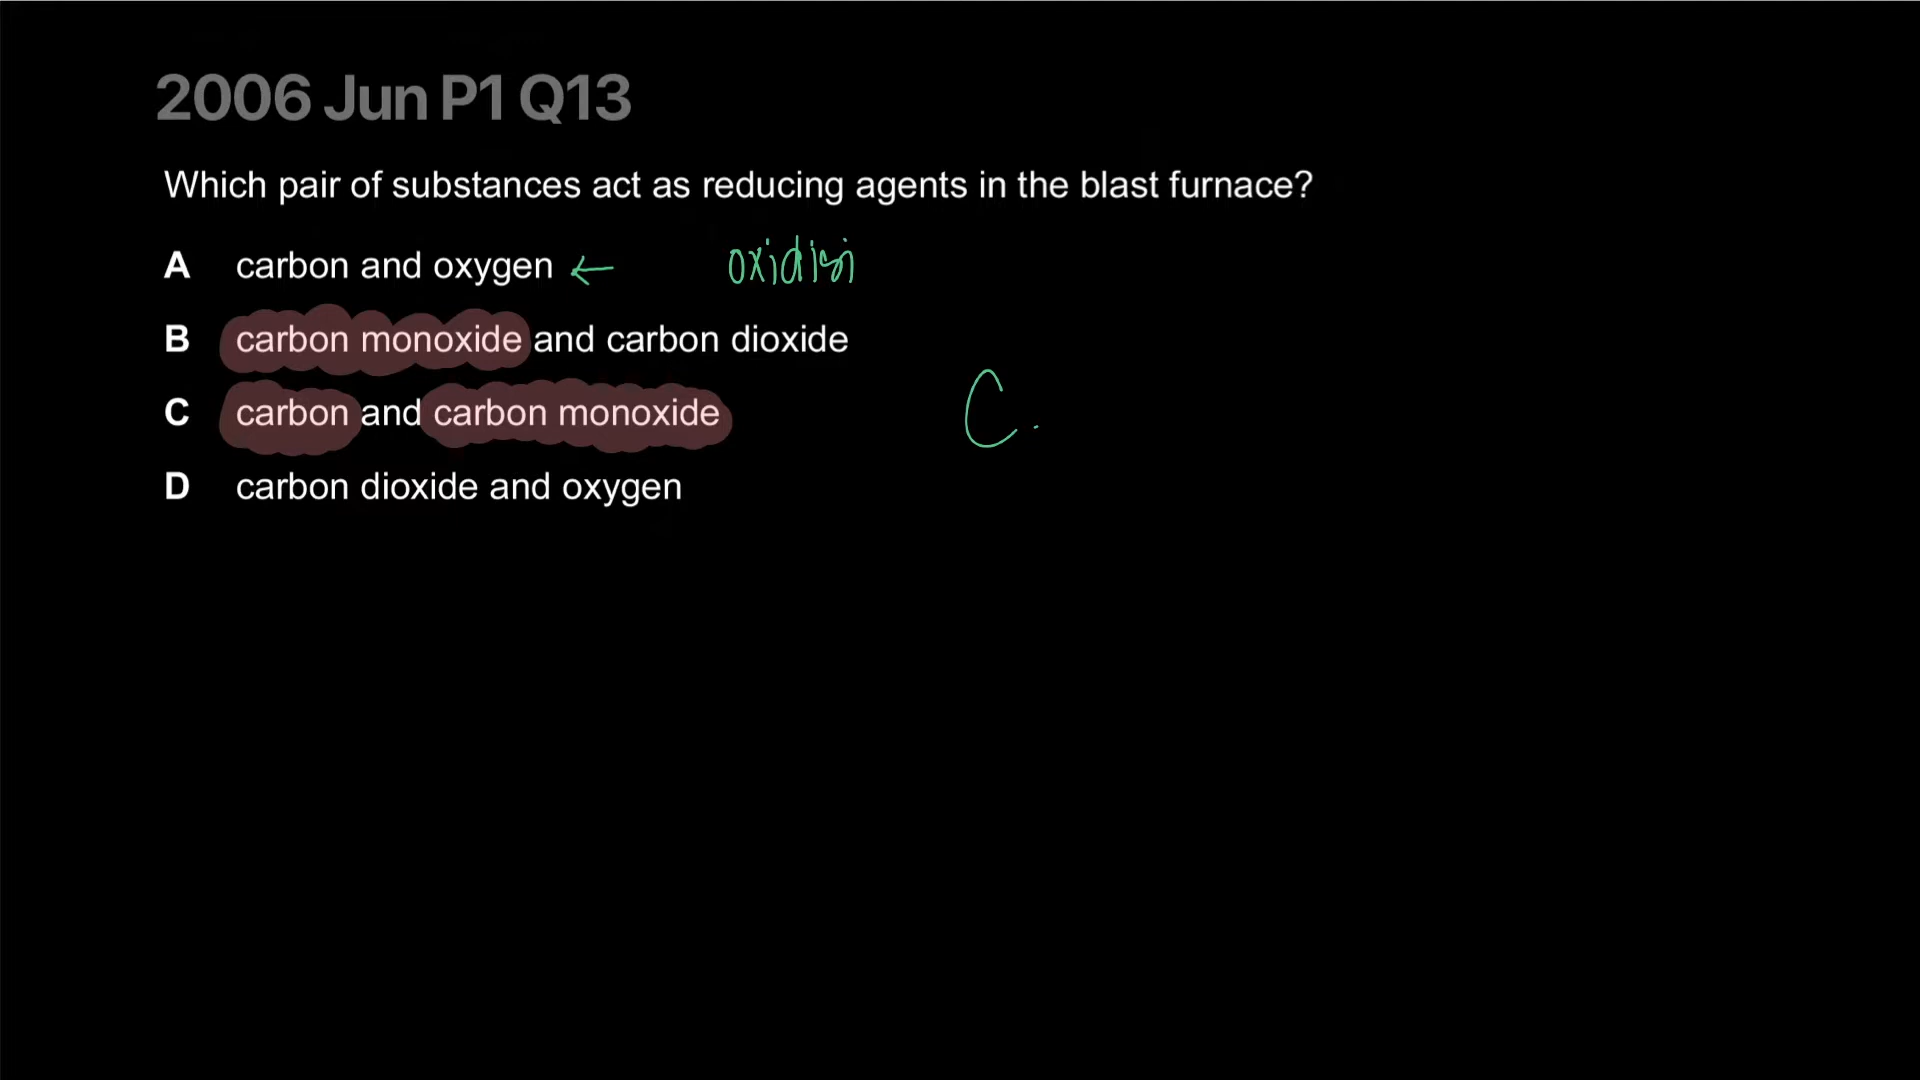 2006 Jun P1 Q13
Which pair of substances act as reducing agents in the blast furnace?
A carbon and oxygen ←
B carbon monoxide and carbon dioxide
C carbon and carbon monoxide
C.
D carbon dioxide and oxygen